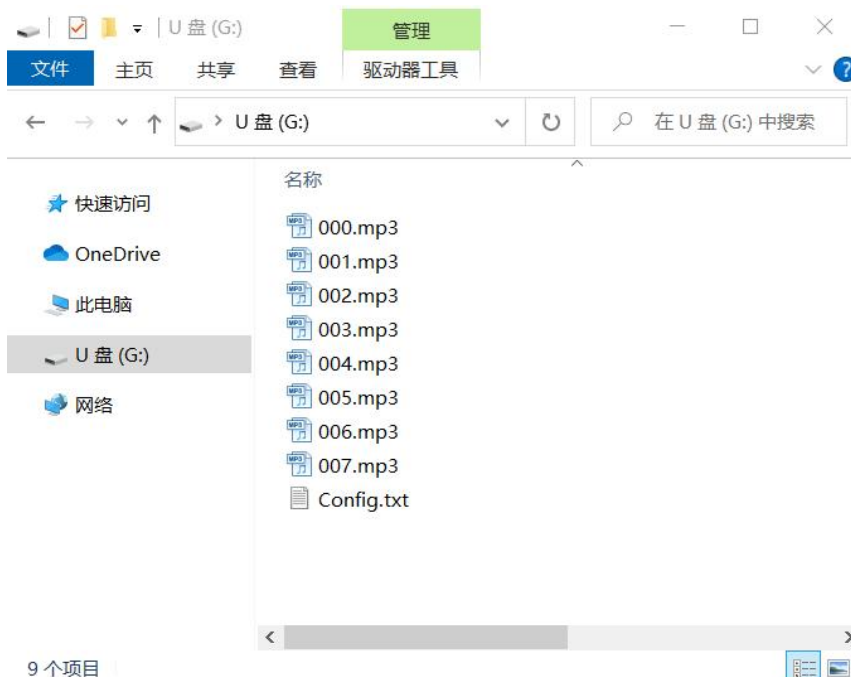 U 盘 (G:)
管理
文件
主页
共享
查看
驱动器工具
?
U 盘 (G:)
在 U 盘 (G:) 中搜索
快速访问
OneDrive
此电脑
U 盘 (G:)
网络
名称
000.mp3
001.mp3
002.mp3
003.mp3
004.mp3
005.mp3
006.mp3
007.mp3
Config.txt
9 个项目